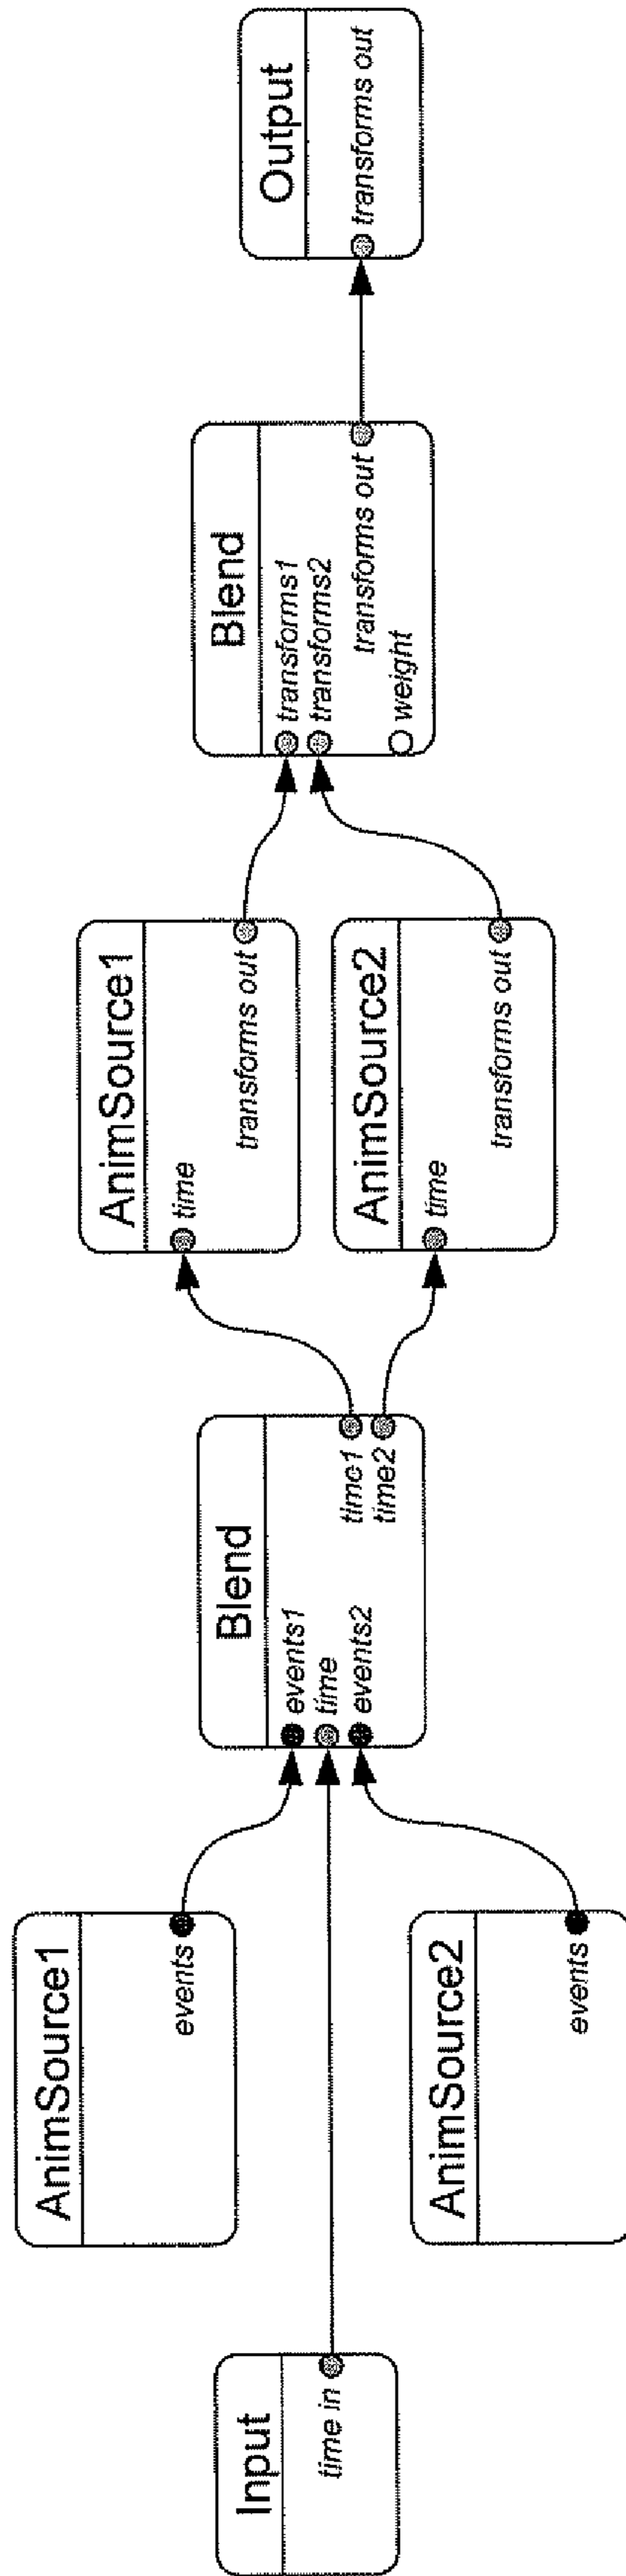 Input
time in
AnimSource1
events
AnimSource2
events
Blend
events1
time
events2
time1
time2
AnimSource1
time
transforms out
AnimSource2
time
transforms out
Blend
transforms1
transforms2
transforms out
weight
Output
transforms out